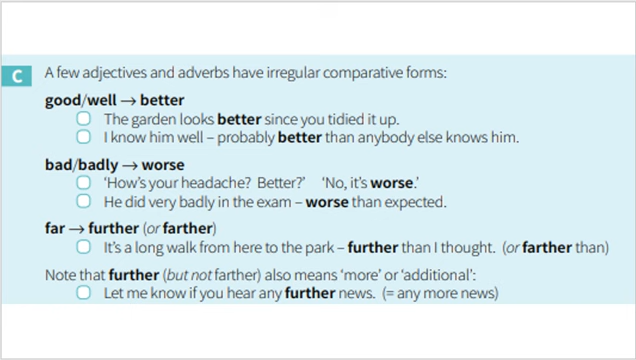 C A few adjectives and adverbs have irregular comparative forms:
good/well → better
The garden looks better since you tidied it up.
I know him well – probably better than anybody else knows him.
bad/badly → worse
‘How’s your headache? Better?’ ‘No, it’s worse.’
He did very badly in the exam – worse than expected.
far → further (or farther)
It’s a long walk from here to the park – further than I thought. (or farther than)
Note that further (but not farther) also means ‘more’ or ‘additional’:
Let me know if you hear any further news. (= any more news)